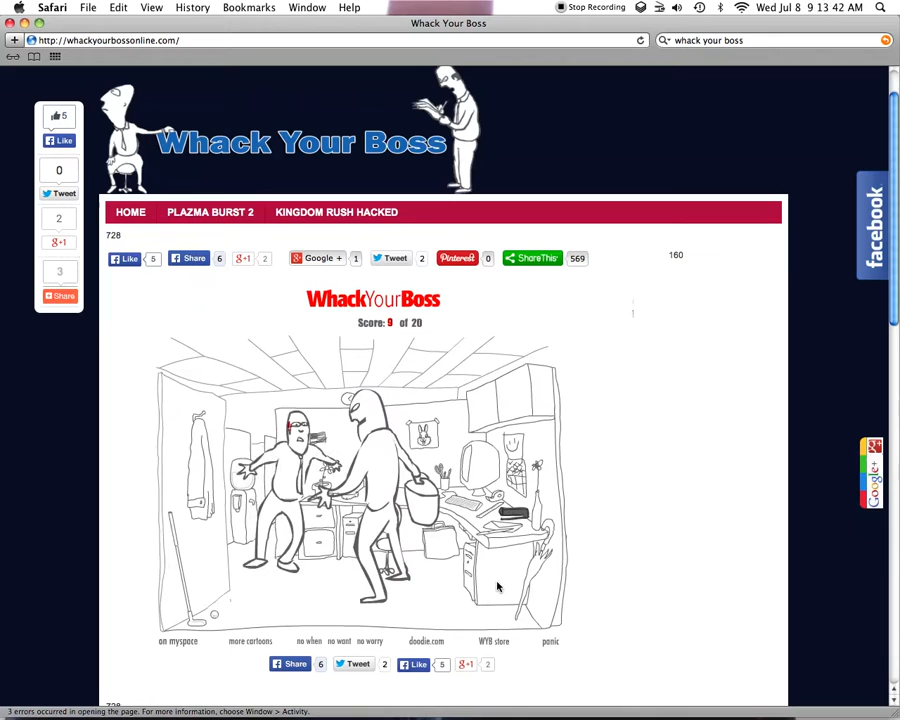 Safari File Edit View History Bookmarks Window Help Stop Recording Wed Jul 8 9 13 42 AM
Whack Your Boss
http://whackyourbossonline.com/ whack your boss
Whack Your Boss
5
Like
0
Tweet
2
g+1
3
Share
facebook
HOME PLAZMA BURST 2 KINGDOM RUSH HACKED
728
Like 5 Share 6 g+1 2 Google + 1 Tweet 2 Pinterest 0 ShareThis 569
160
WhackYourBoss
Score: 9 of 20
Google+
on myspace more cartoons no when no want no worry doodie.com WYB store panic
Share 6 Tweet 2 Like 5 g+1 2
728
3 errors occurred in opening the page. For more information, choose Window > Activity.